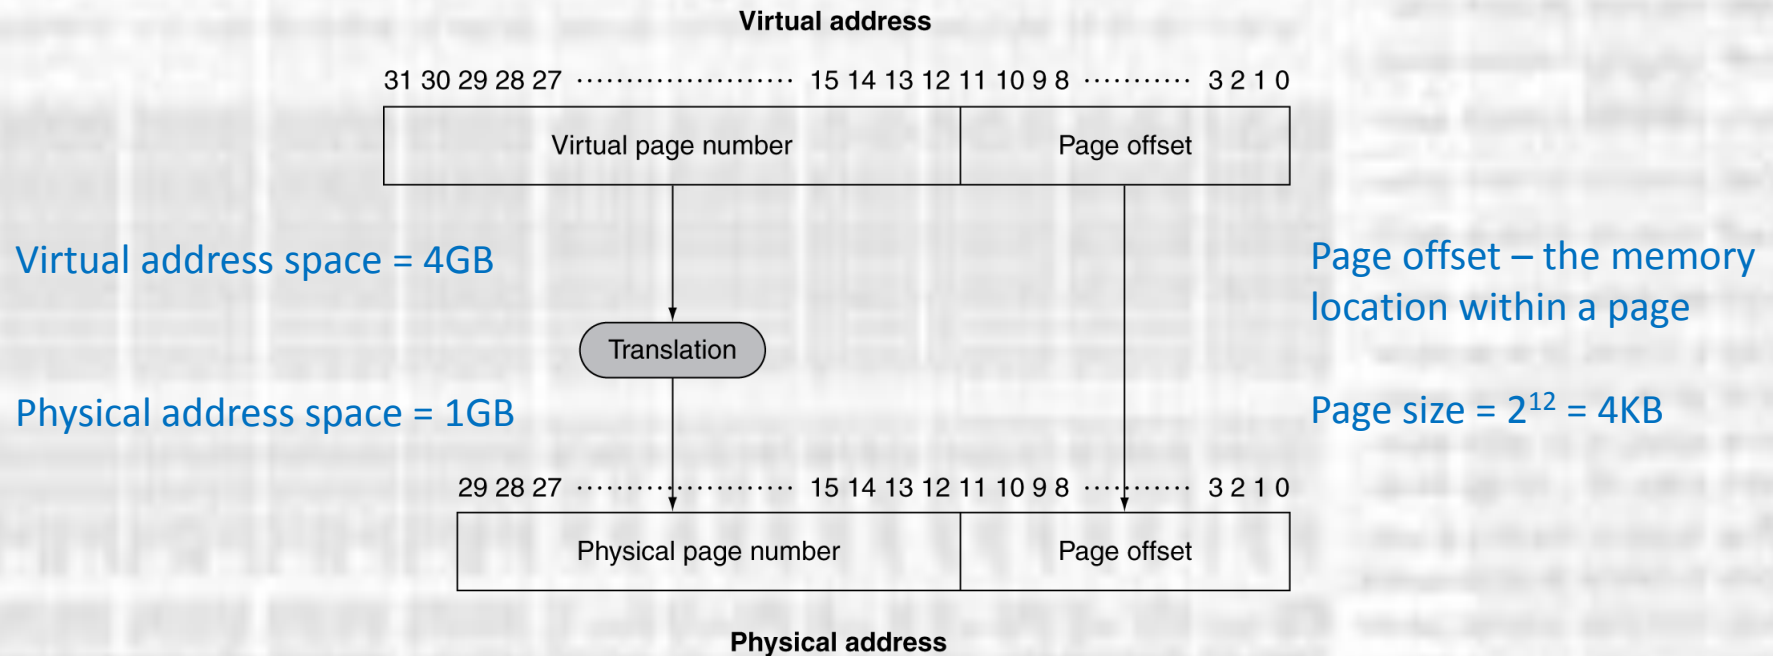 Virtual address
31 30 29 28 27 ······················ 15 14 13 12 11 10 9 8 ··········· 3 2 1 0
Virtual page number Page offset
Virtual address space = 4GB
Page offset – the memory
location within a page
Translation
Physical address space = 1GB
Page size = 2¹² = 4KB
29 28 27 ······················ 15 14 13 12 11 10 9 8 ··········· 3 2 1 0
Physical page number Page offset
Physical address